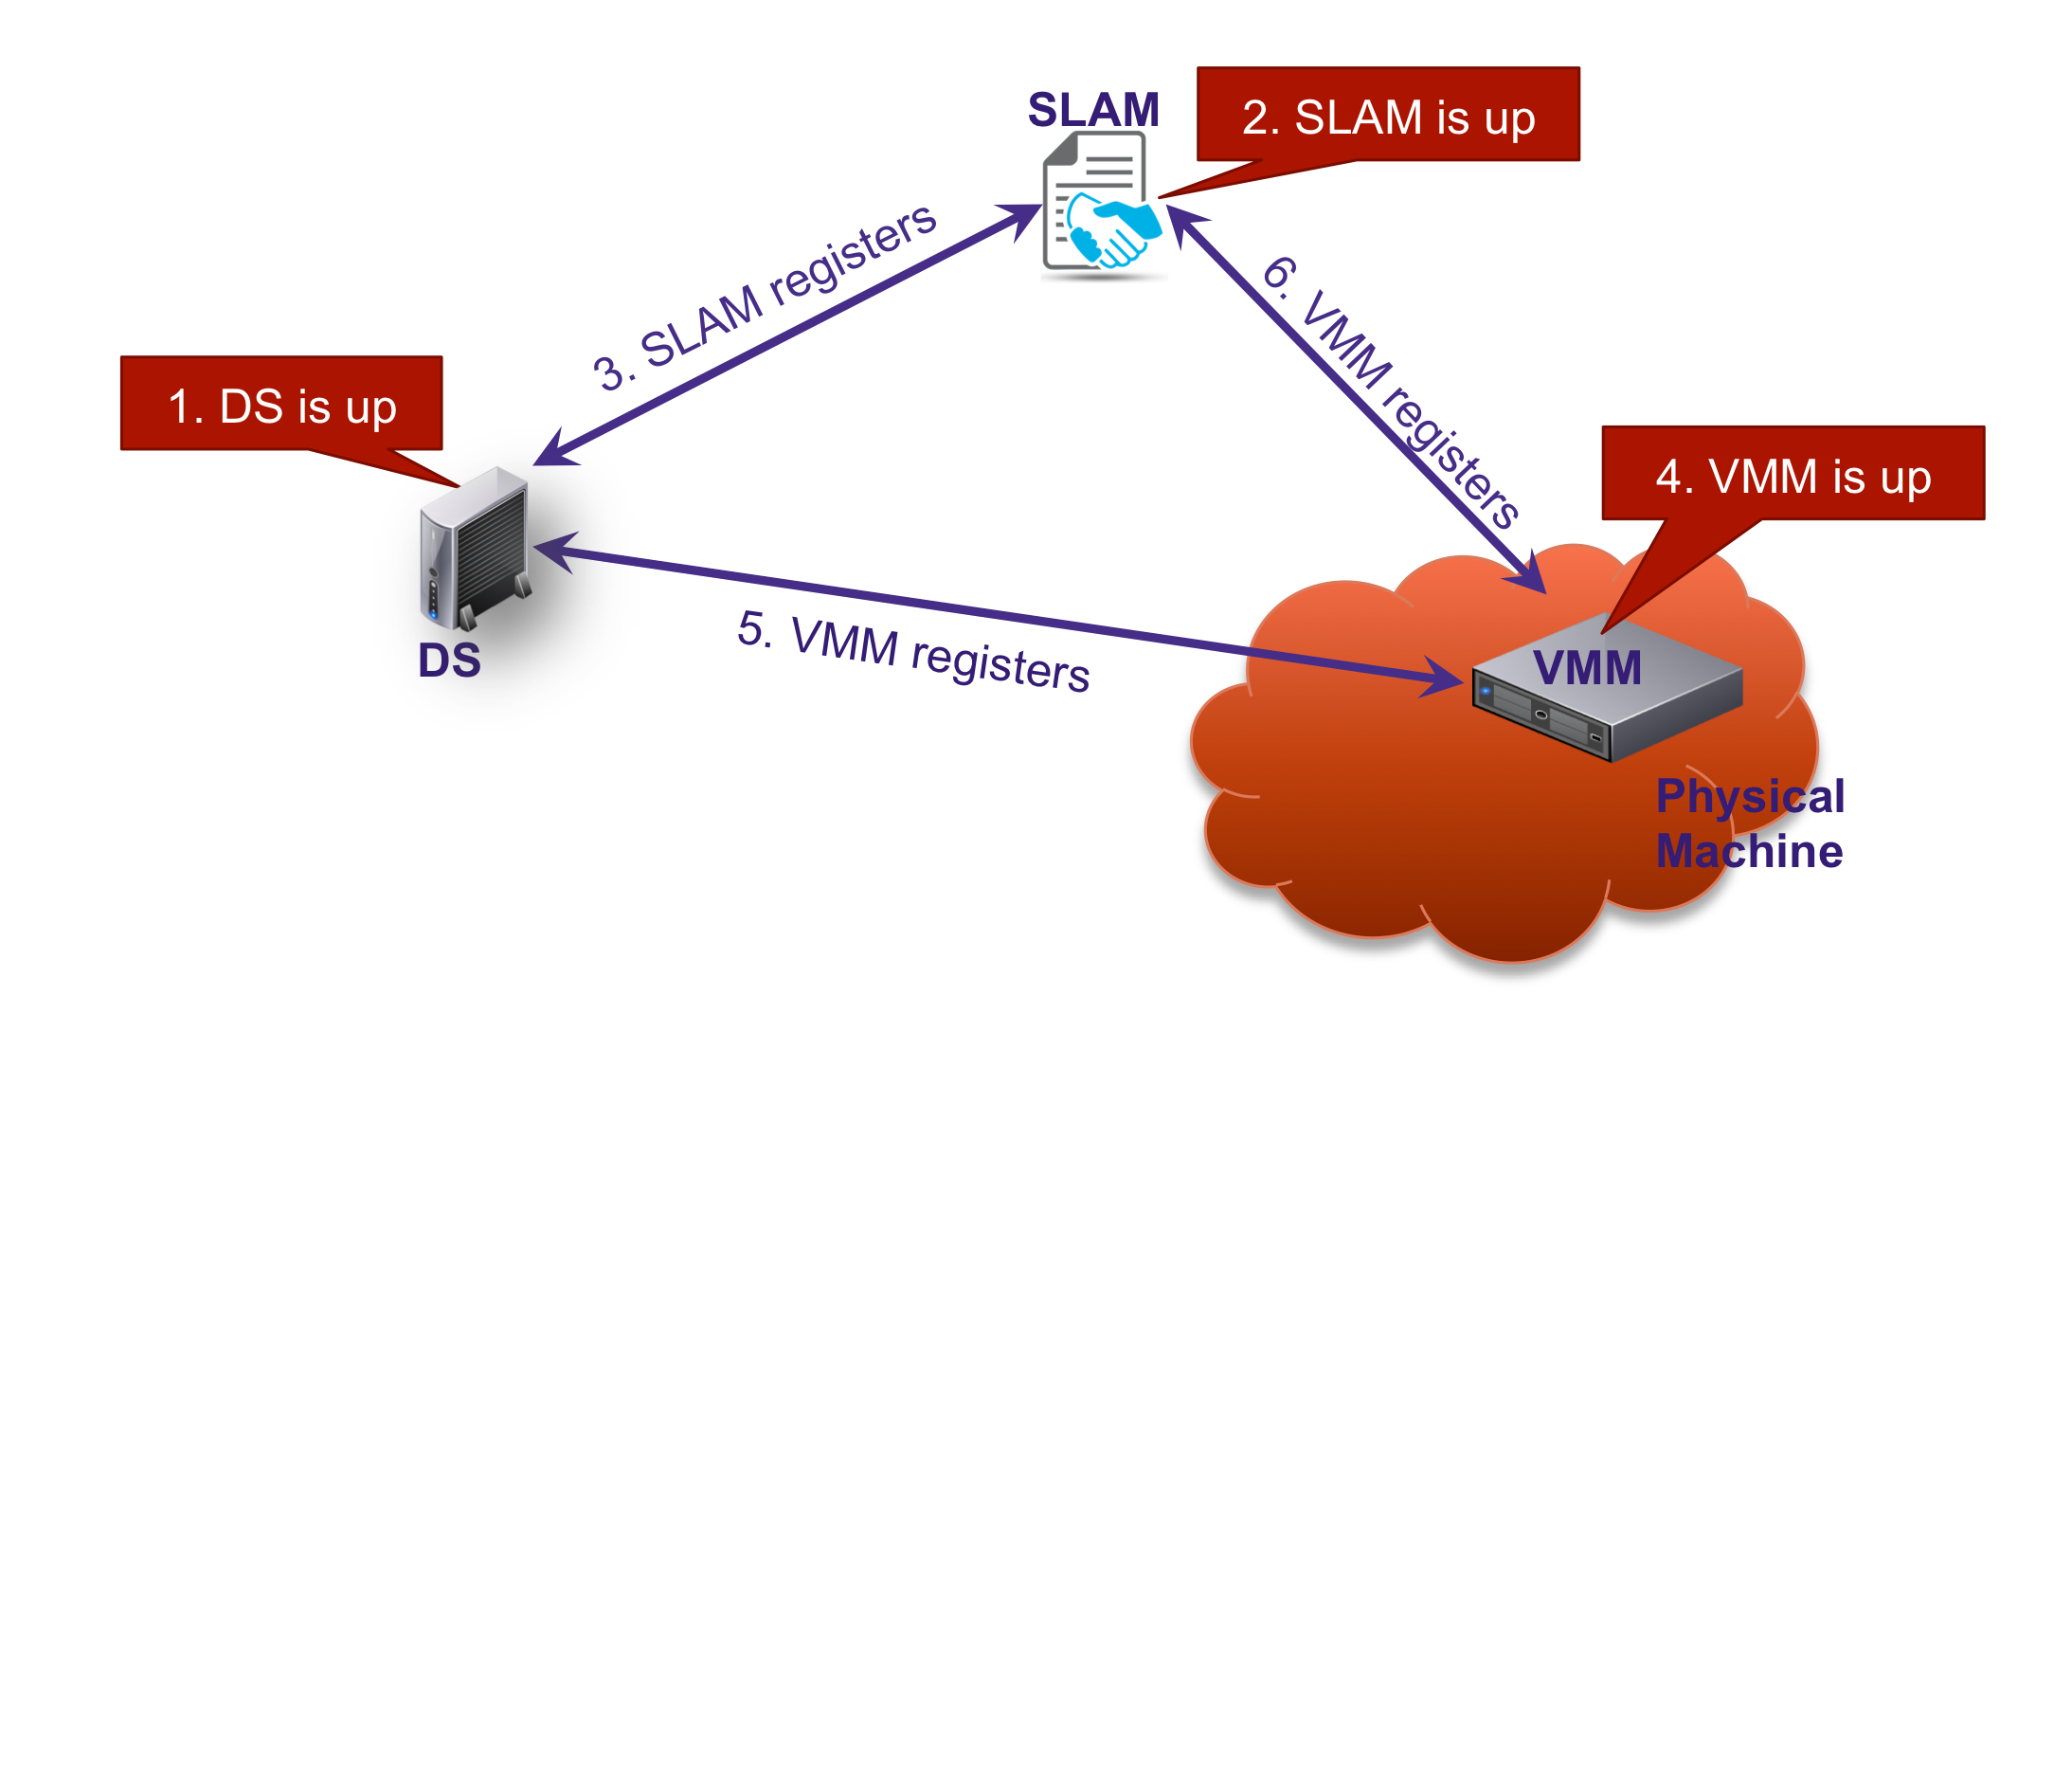 SLAM
2. SLAM is up
3. SLAM registers
6. VMM registers
1. DS is up
4. VMM is up
5. VMM registers
DS
VMM
Physical
Machine